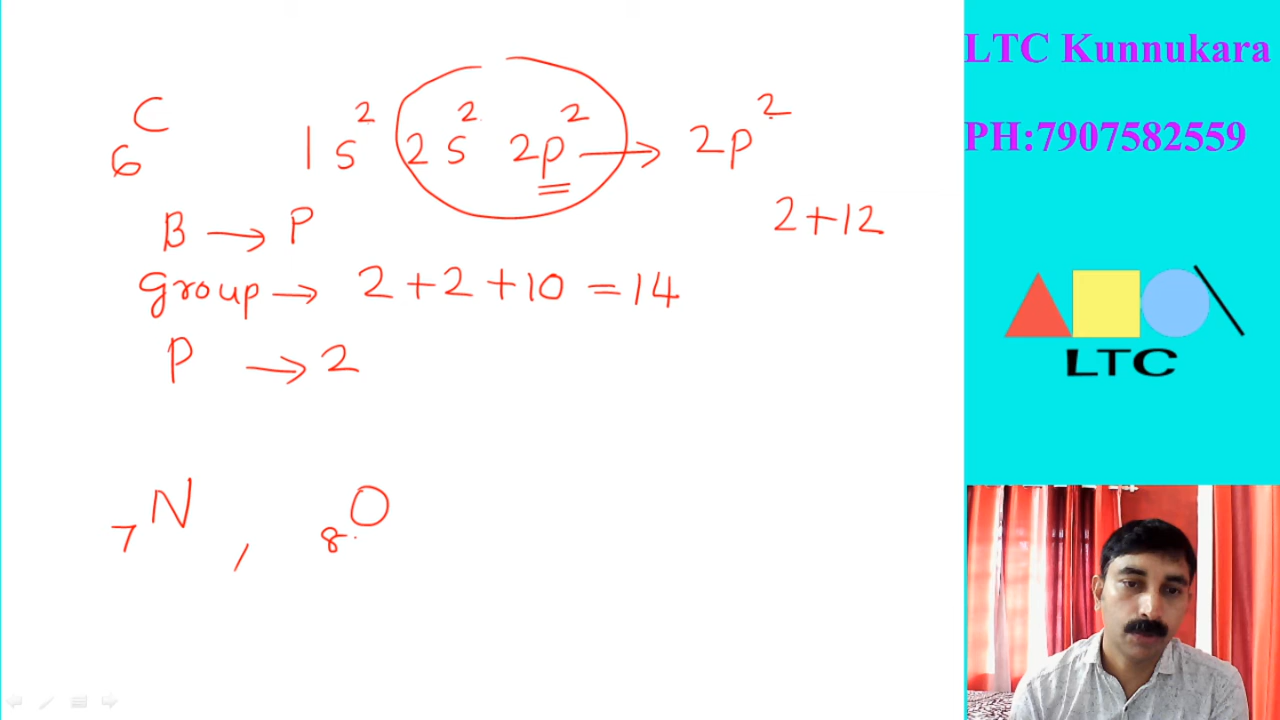 ₆C 1s² 2s² 2p² → 2p²
2+12
B → P
group → 2+2+10 = 14
P → 2
₇N , ₈O
LTC Kunnukara
PH:7907582559
LTC